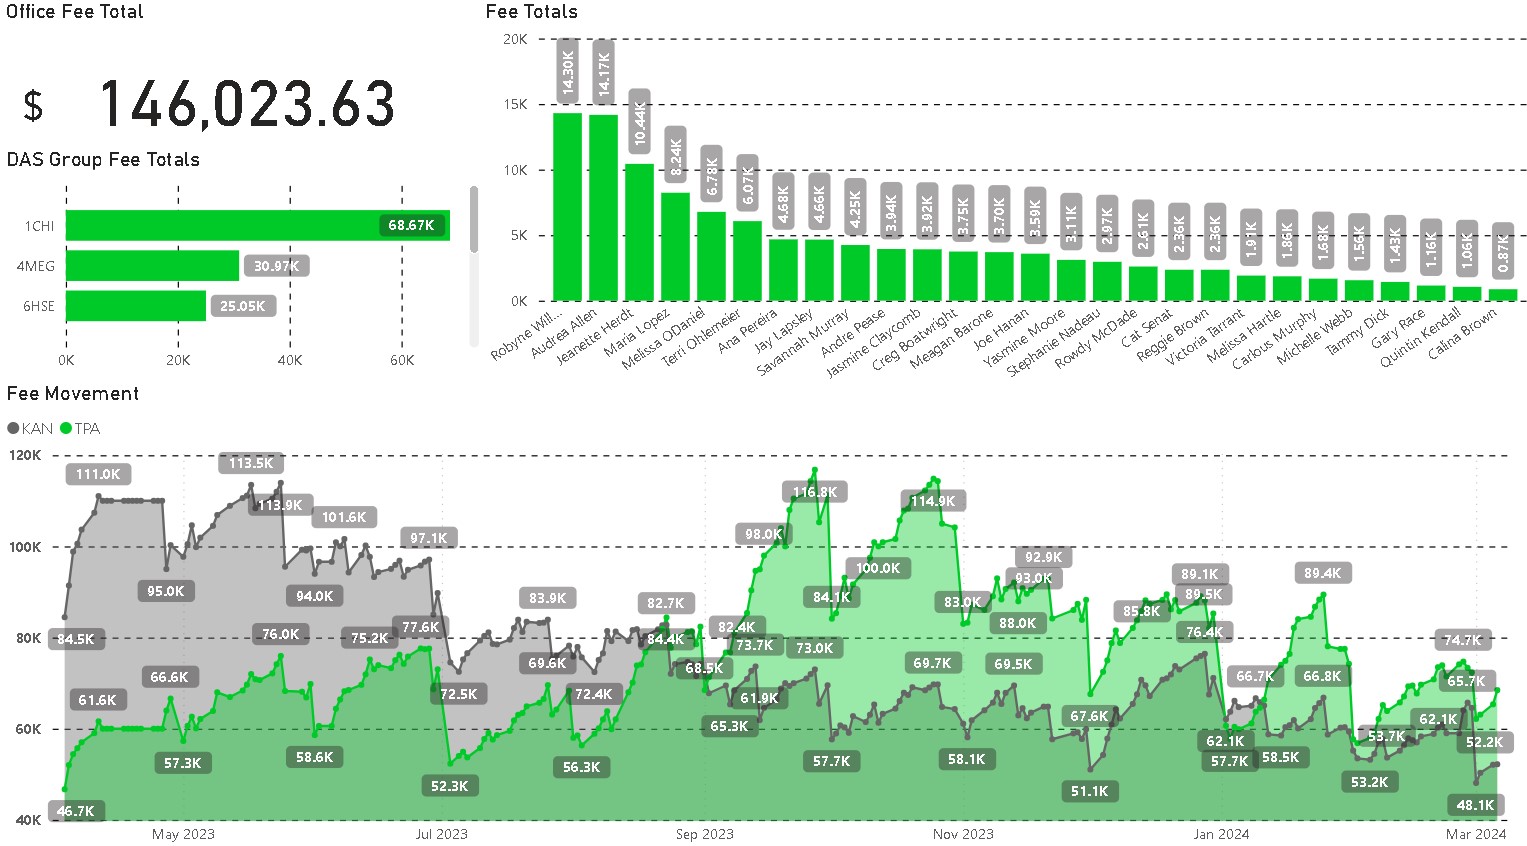 Office Fee Total
$ 146,023.63
DAS Group Fee Totals
1CHI 68.67K
4MEG 30.97K
6HSE 25.05K
0K 20K 40K 60K
Fee Totals
20K
15K
10K
5K
0K
14.30K 14.17K 10.44K 8.24K 6.78K 6.07K 4.68K 4.66K 4.25K 3.94K 3.92K 3.75K 3.70K 3.59K 3.11K 2.97K 2.61K 2.36K 2.36K 1.91K 1.86K 1.68K 1.56K 1.43K 1.16K 1.06K 0.87K
Robyne Will...
Audrea Allen
Jeanette Herdt
Maria Lopez
Melissa ODaniel
Terri Ohlemeier
Ana Pereira
Jay Lapsley
Savannah Murray
Andre Pease
Jasmine Claycomb
Creg Boatwright
Meagan Barone
Joe Hanan
Yasmine Moore
Stephanie Nadeau
Rowdy McDade
Cat Senat
Reggie Brown
Victoria Tarrant
Melissa Hartle
Carlous Murphy
Michelle Webb
Tammy Dick
Gary Race
Quintin Kendall
Calina Brown
Fee Movement
KAN TPA
120K
100K
80K
60K
40K
111.0K 113.5K 113.9K 101.6K 97.1K
95.0K 94.0K 83.9K 82.7K
84.5K 76.0K 75.2K 77.6K 84.4K 82.4K
66.6K 61.6K 72.5K 69.6K 72.4K 68.5K
57.3K 58.6K 52.3K 56.3K 65.3K
46.7K
98.0K 116.8K 114.9K 100.0K 84.1K 83.0K
92.9K 93.0K 88.0K 85.8K 89.1K 89.5K 89.4K
73.7K 73.0K 69.7K 69.5K 76.4K 74.7K
61.9K 67.6K 66.7K 66.8K 65.7K
57.7K 58.1K 51.1K 62.1K 57.7K 58.5K 53.7K 53.2K 62.1K 52.2K 48.1K
May 2023 Jul 2023 Sep 2023 Nov 2023 Jan 2024 Mar 2024